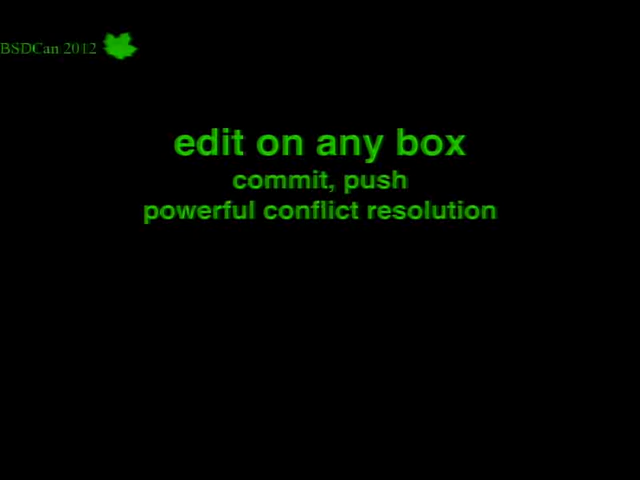 BSDCan 2012
edit on any box
commit, push
powerful conflict resolution